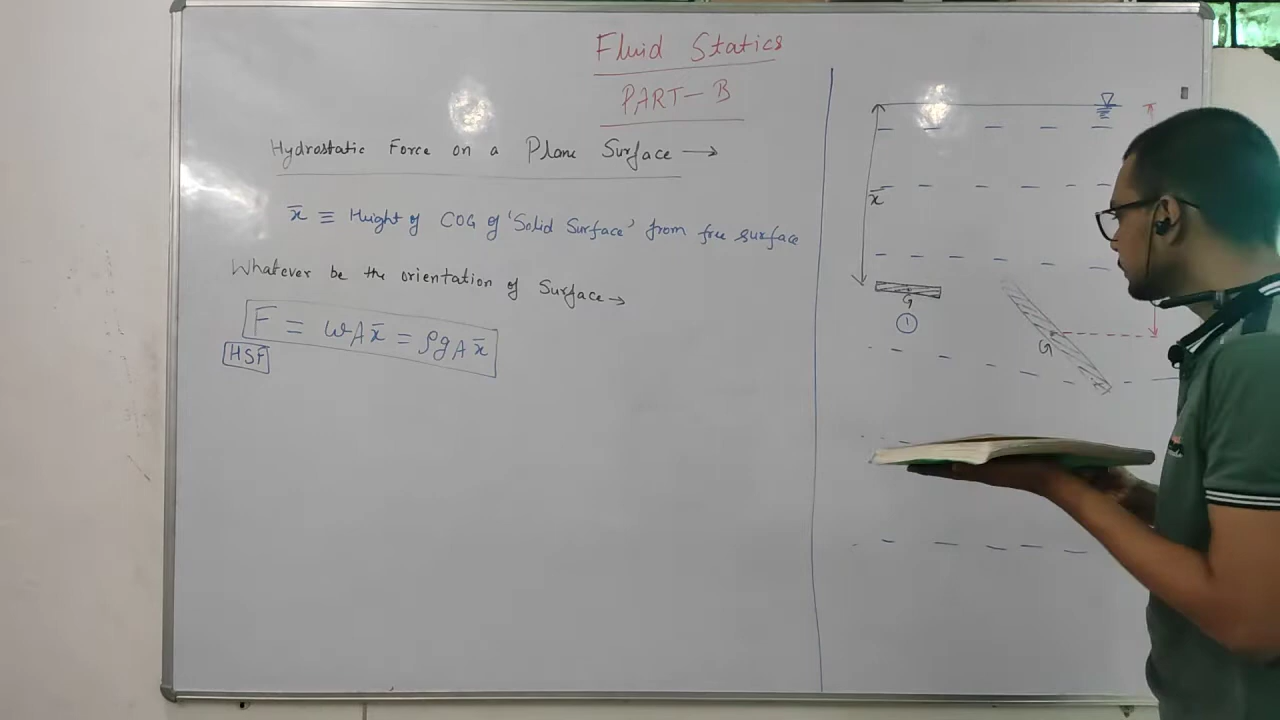 Fluid Statics
PART-B
Hydrostatic Force on a Plane Surface →
x̄ ≡ Height of COG of 'Solid Surface' from free surface
Whatever be the orientation of Surface →
F = wAx̄ = ρgAx̄
HSF
x̄
G
1
G